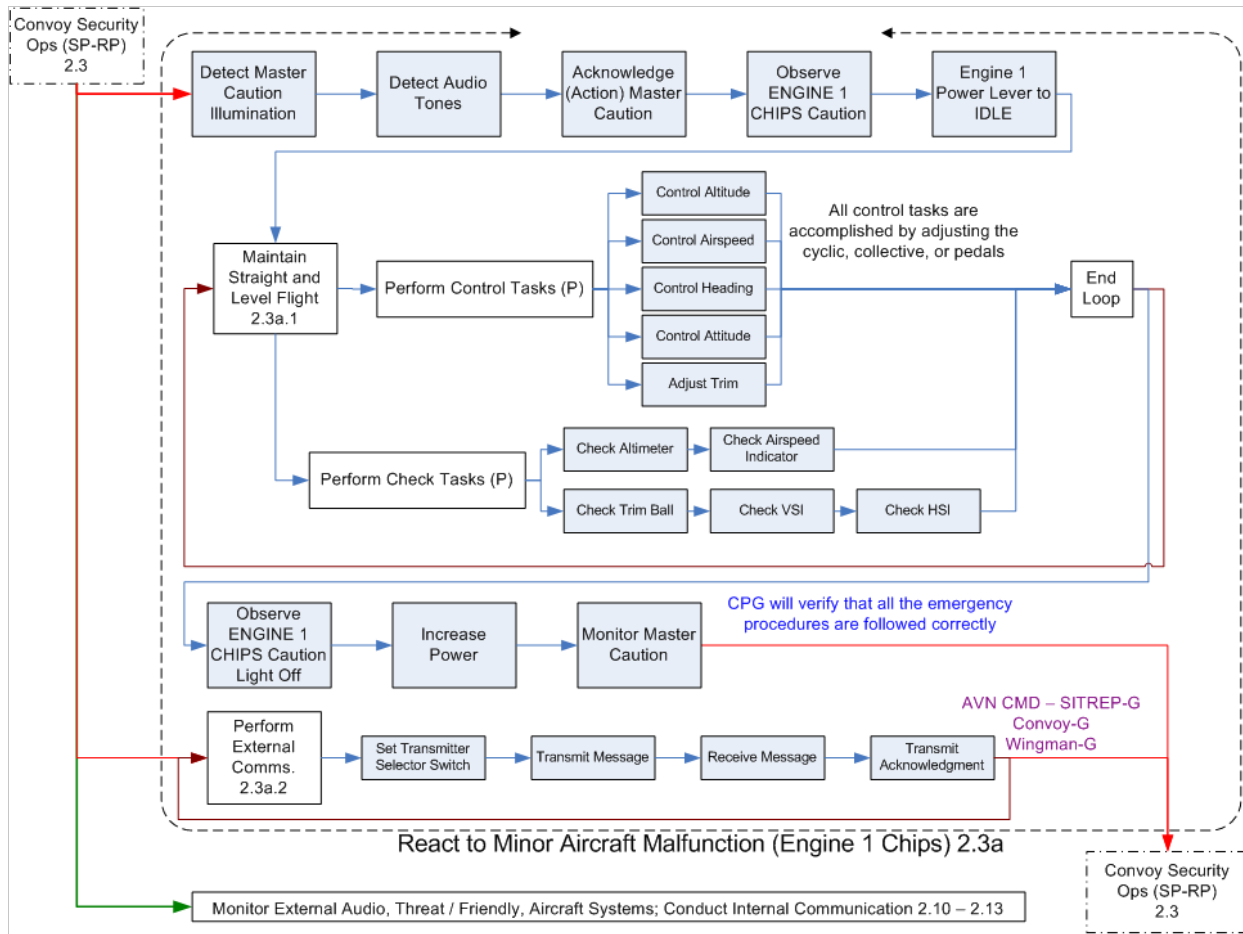 Convoy Security
Ops (SP-RP)
2.3
Detect Master
Caution
Illumination
Detect Audio
Tones
Acknowledge
(Action) Master
Caution
Observe
ENGINE 1
CHIPS Caution
Engine 1
Power Lever to
IDLE
Maintain
Straight and
Level Flight
2.3a.1
Perform Control Tasks (P)
Control Altitude
Control Airspeed
Control Heading
Control Attitude
Adjust Trim
All control tasks are
accomplished by adjusting the
cyclic, collective, or pedals
End
Loop
Perform Check Tasks (P)
Check Altimeter
Check Airspeed
Indicator
Check Trim Ball
Check VSI
Check HSI
Observe
ENGINE 1
CHIPS Caution
Light Off
Increase
Power
Monitor Master
Caution
CPG will verify that all the emergency
procedures are followed correctly
Perform
External
Comms.
2.3a.2
Set Transmitter
Selector Switch
Transmit Message
Receive Message
Transmit
Acknowledgment
AVN CMD – SITREP-G
Convoy-G
Wingman-G
React to Minor Aircraft Malfunction (Engine 1 Chips) 2.3a
Convoy Security
Ops (SP-RP)
2.3
Monitor External Audio, Threat / Friendly, Aircraft Systems; Conduct Internal Communication 2.10 – 2.13